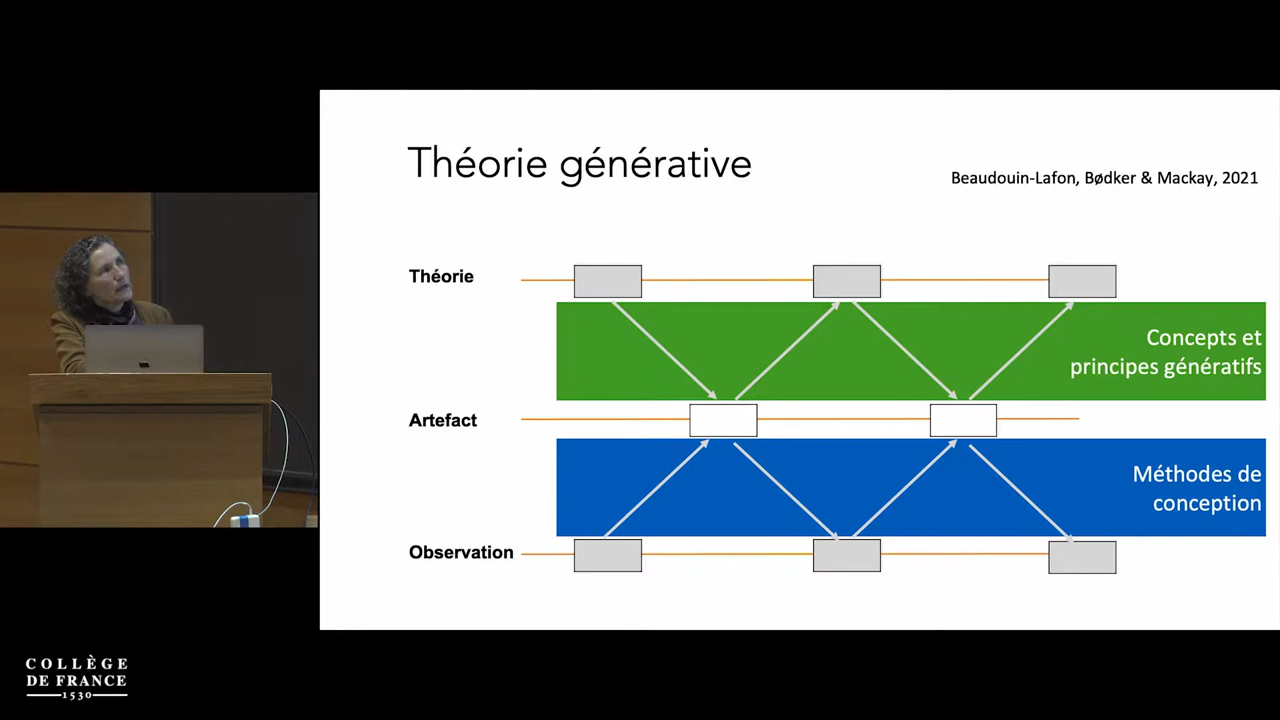 Théorie générative
Beaudouin-Lafon, Bødker & Mackay, 2021
Théorie
Concepts et
principes génératifs
Artefact
Méthodes de
conception
Observation
COLLÈGE
DE FRANCE
1530